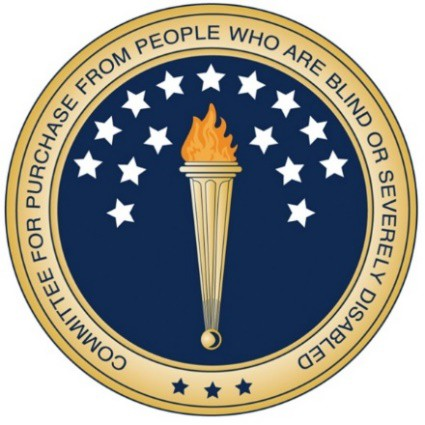 COMMITTEE FOR PURCHASE FROM PEOPLE WHO ARE BLIND OR SEVERELY DISABLED